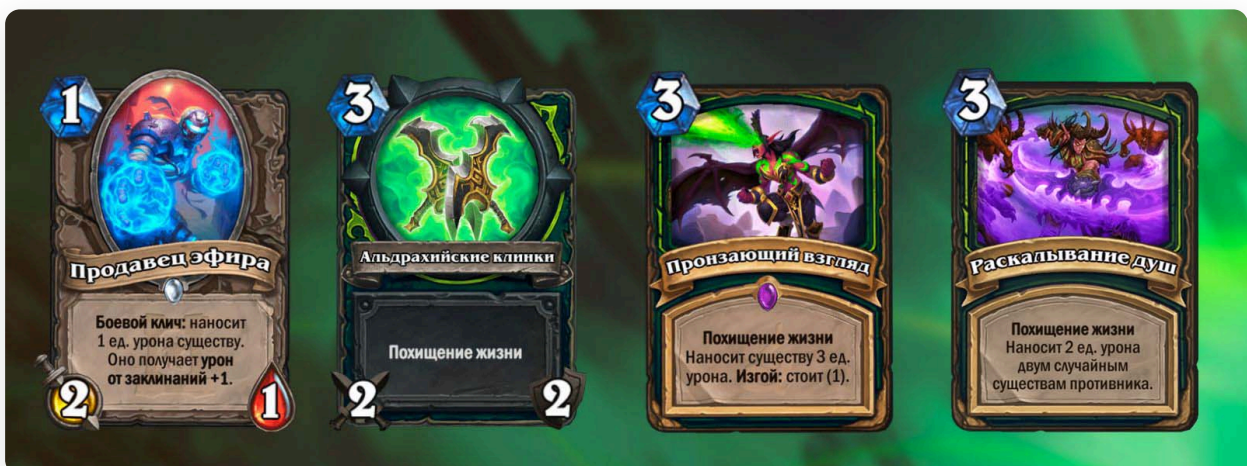 1
Продавец эфира
Боевой клич: наносит
1 ед. урона существу.
Оно получает урон
от заклинаний +1.
2
1
3
Альдрахийские клинки
Похищение жизни
2
2
3
Пронзающий взгляд
Похищение жизни
Наносит существу 3 ед.
урона. Изгой: стоит (1).
3
Раскалывание душ
Похищение жизни
Наносит 2 ед. урона
двум случайным
существам противника.